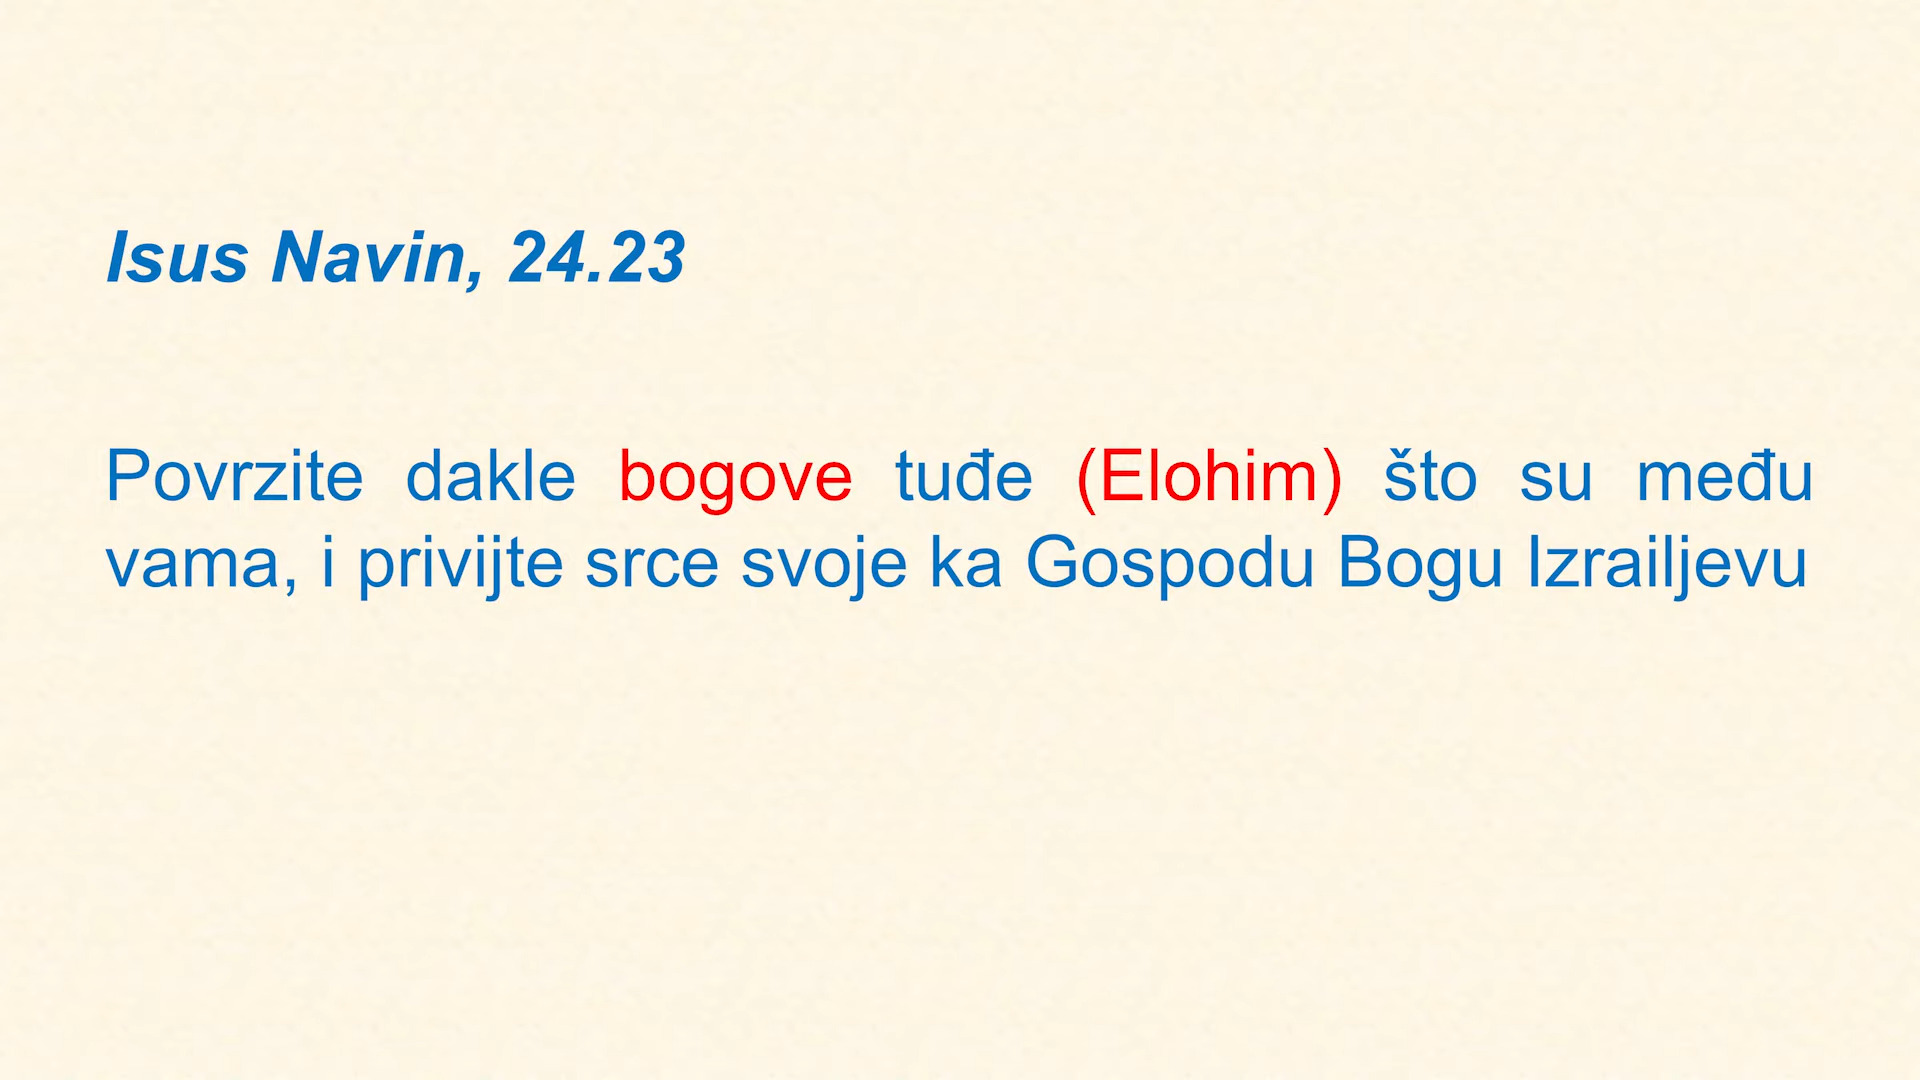 Isus Navin, 24.23
Povrzite dakle bogove tuđe (Elohim) što su među
vama, i privijte srce svoje ka Gospodu Bogu Izrailjevu